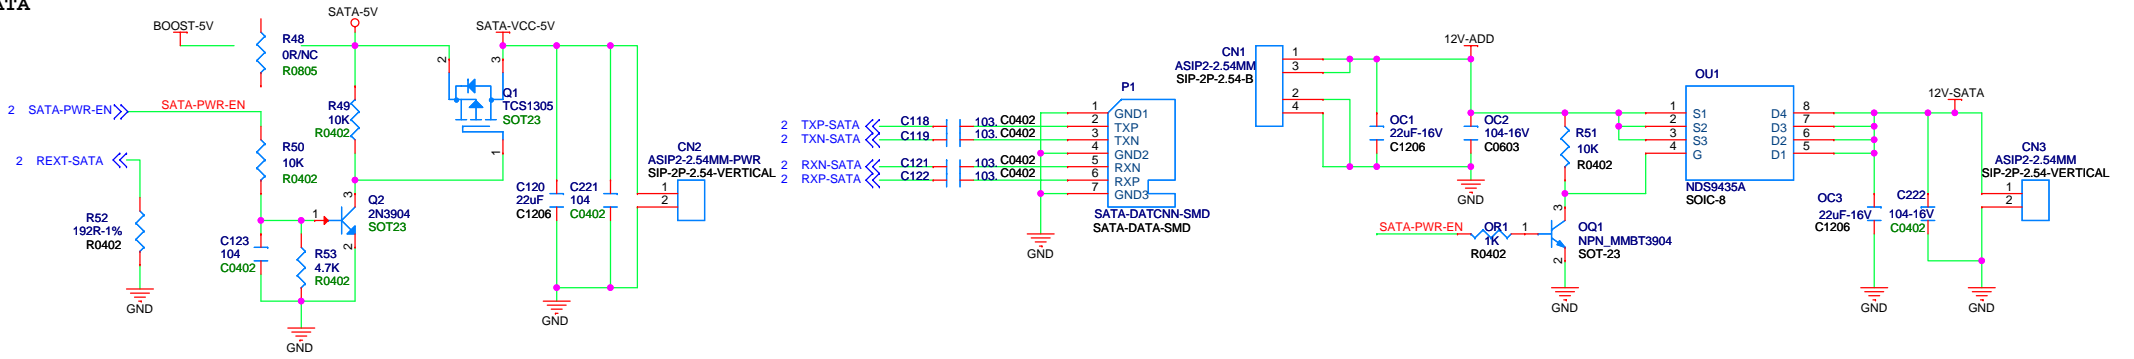 ATA
BOOST-5V
R48
0R/NC
R0805
SATA-5V
SATA-VCC-5V
2
3
Q1
TCS1305
SOT23
1
2 SATA-PWR-EN
SATA-PWR-EN
R49
10K
R0402
2 REXT-SATA
R50
10K
R0402
R52
192R-1%
R0402
GND
C123
104
C0402
R53
4.7K
R0402
1
3
2
Q2
2N3904
SOT23
GND
C120
22uF
C1206
C221
104
C0402
GND
CN2
ASIP2-2.54MM-PWR
SIP-2P-2.54-VERTICAL
1
2
2 TXP-SATA
2 TXN-SATA
2 RXN-SATA
2 RXP-SATA
C118 103. C0402
C119 103. C0402
C121 103. C0402
C122 103. C0402
P1
1 GND1
2 TXP
3 TXN
4 GND2
5 RXN
6 RXP
7 GND3
SATA-DATCNN-SMD
SATA-DATA-SMD
GND
CN1
ASIP2-2.54MM
SIP-2P-2.54-B
1
3
2
4
12V-ADD
OC1
22uF-16V
C1206
OC2
104-16V
C0603
GND
R51
10K
R0402
SATA-PWR-EN
OR1
1K
R0402
1
3
2
OQ1
NPN_MMBT3904
SOT-23
GND
OU1
1 S1 D4 8
2 S2 D3 7
3 S3 D2 6
4 G D1 5
NDS9435A
SOIC-8
12V-SATA
OC3
22uF-16V
C1206
C222
104-16V
C0402
GND
GND
CN3
ASIP2-2.54MM
SIP-2P-2.54-VERTICAL
1
2